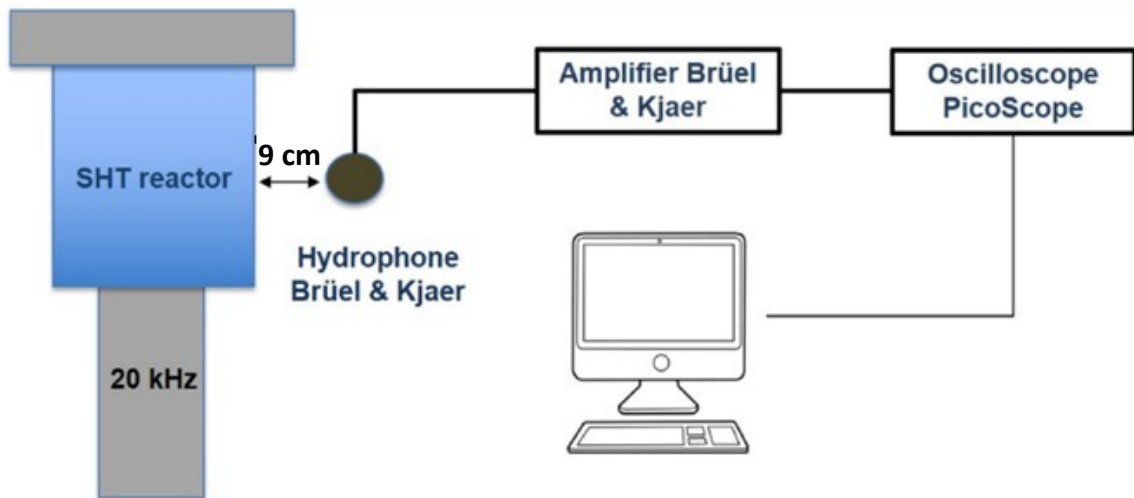 Amplifier Brüel
& Kjaer
Oscilloscope
PicoScope
9 cm
SHT reactor
Hydrophone
Brüel & Kjaer
20 kHz